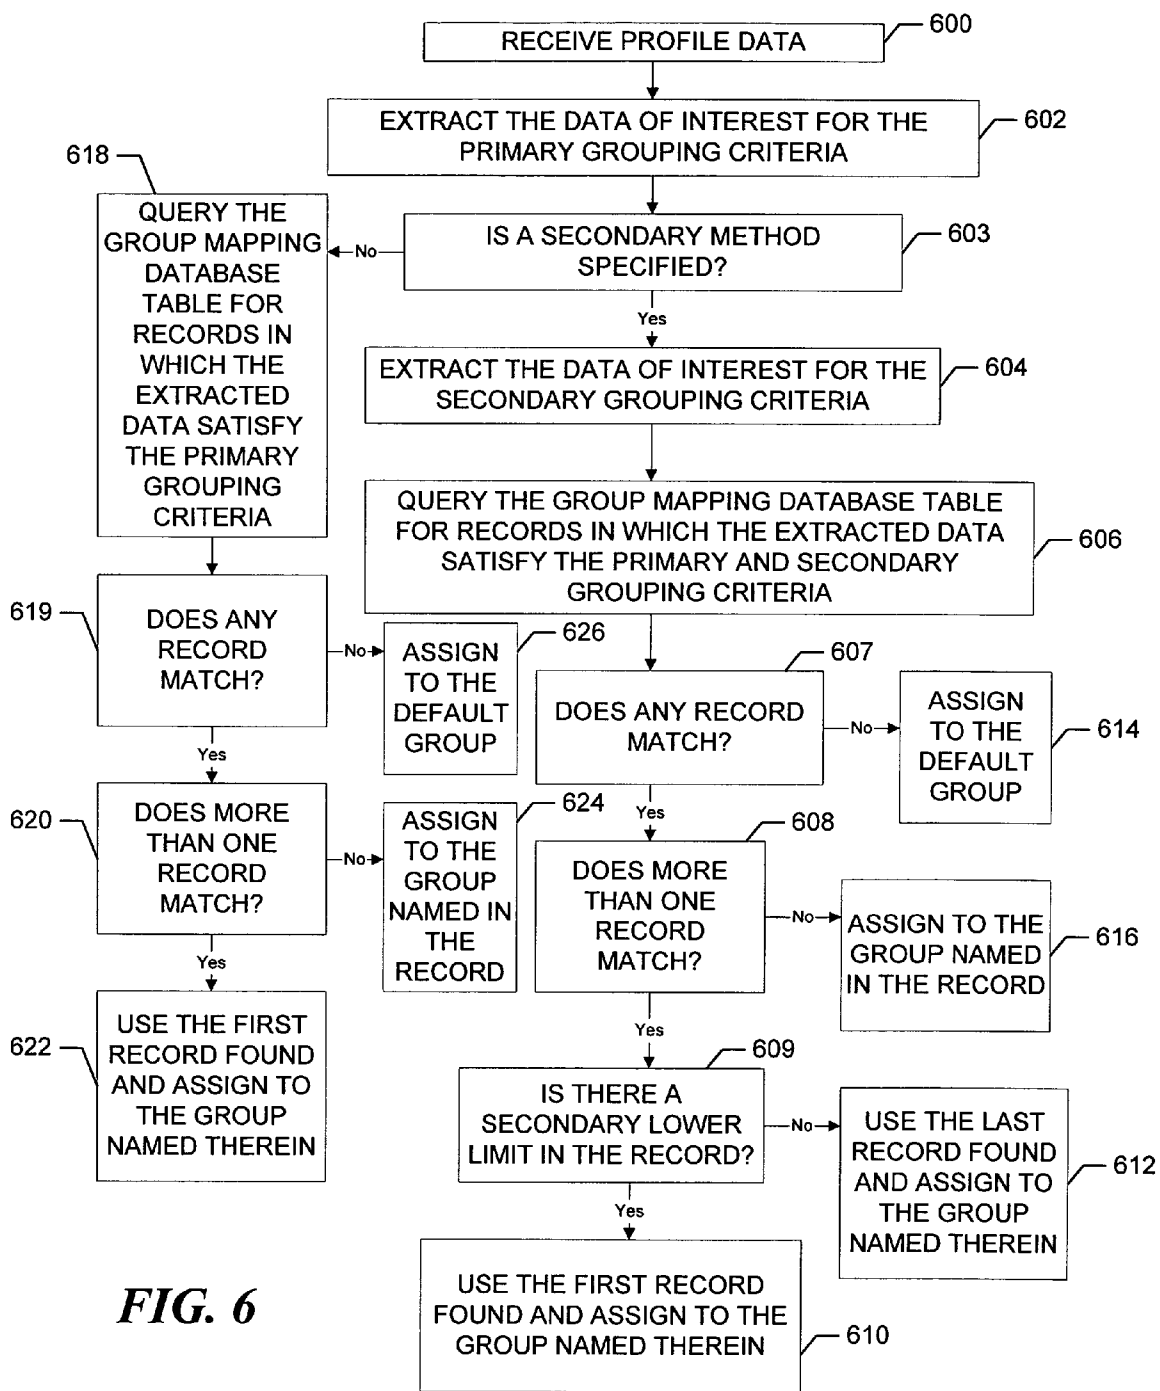 RECEIVE PROFILE DATA
600
EXTRACT THE DATA OF INTEREST FOR THE
PRIMARY GROUPING CRITERIA
602
IS A SECONDARY METHOD
SPECIFIED?
603
No
618
QUERY THE
GROUP MAPPING
DATABASE
TABLE FOR
RECORDS IN
WHICH THE
EXTRACTED
DATA SATISFY
THE PRIMARY
GROUPING
CRITERIA
Yes
EXTRACT THE DATA OF INTEREST FOR THE
SECONDARY GROUPING CRITERIA
604
QUERY THE GROUP MAPPING DATABASE TABLE
FOR RECORDS IN WHICH THE EXTRACTED DATA
SATISFY THE PRIMARY AND SECONDARY
GROUPING CRITERIA
606
619
DOES ANY
RECORD
MATCH?
No
626
ASSIGN
TO THE
DEFAULT
GROUP
607
DOES ANY RECORD
MATCH?
No
ASSIGN
TO THE
DEFAULT
GROUP
614
Yes
620
DOES MORE
THAN ONE
RECORD
MATCH?
No
624
ASSIGN
TO THE
GROUP
NAMED IN
THE
RECORD
Yes
608
DOES MORE
THAN ONE
RECORD
MATCH?
No
ASSIGN TO THE
GROUP NAMED
IN THE RECORD
616
Yes
622
USE THE FIRST
RECORD FOUND
AND ASSIGN TO
THE GROUP
NAMED THEREIN
Yes
609
IS THERE A
SECONDARY LOWER
LIMIT IN THE RECORD?
No
USE THE LAST
RECORD FOUND
AND ASSIGN TO
THE GROUP
NAMED THEREIN
612
Yes
USE THE FIRST RECORD
FOUND AND ASSIGN TO THE
GROUP NAMED THEREIN
610
FIG. 6